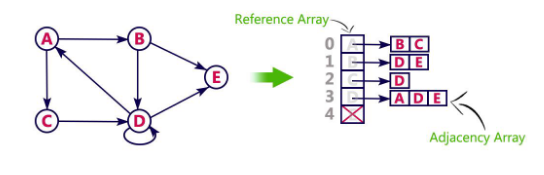 Reference Array
A B
E
C D
0 A B C
1 B D E
2 C D
3 D A D E
4
Adjacency Array